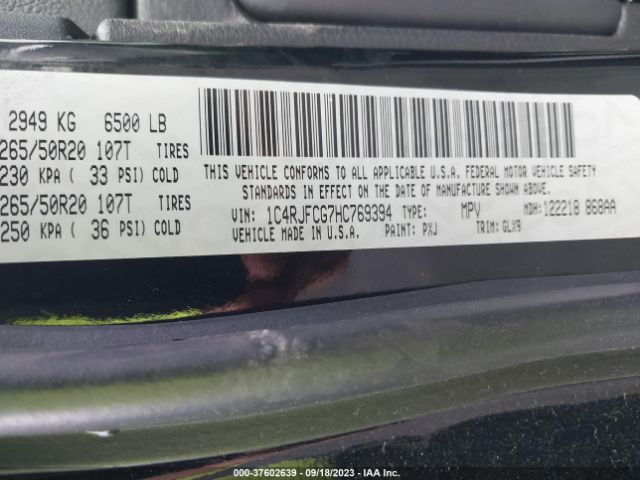 2949 KG 6500 LB
265/50R20 107T TIRES
230 KPA ( 33 PSI) COLD
265/50R20 107T TIRES
250 KPA ( 36 PSI) COLD
THIS VEHICLE CONFORMS TO ALL APPLICABLE U.S.A. FEDERAL MOTOR VEHICLE SAFETY
STANDARDS IN EFFECT ON THE DATE OF MANUFACTURE SHOWN ABOVE.
VIN: 1C4RJFCG7HC769394 TYPE: MPV MDH: 122218 868AA
VEHICLE MADE IN U.S.A. PAINT: PXJ TRIM: GLX9
000-37602639 - 09/18/2023 - IAA Inc.